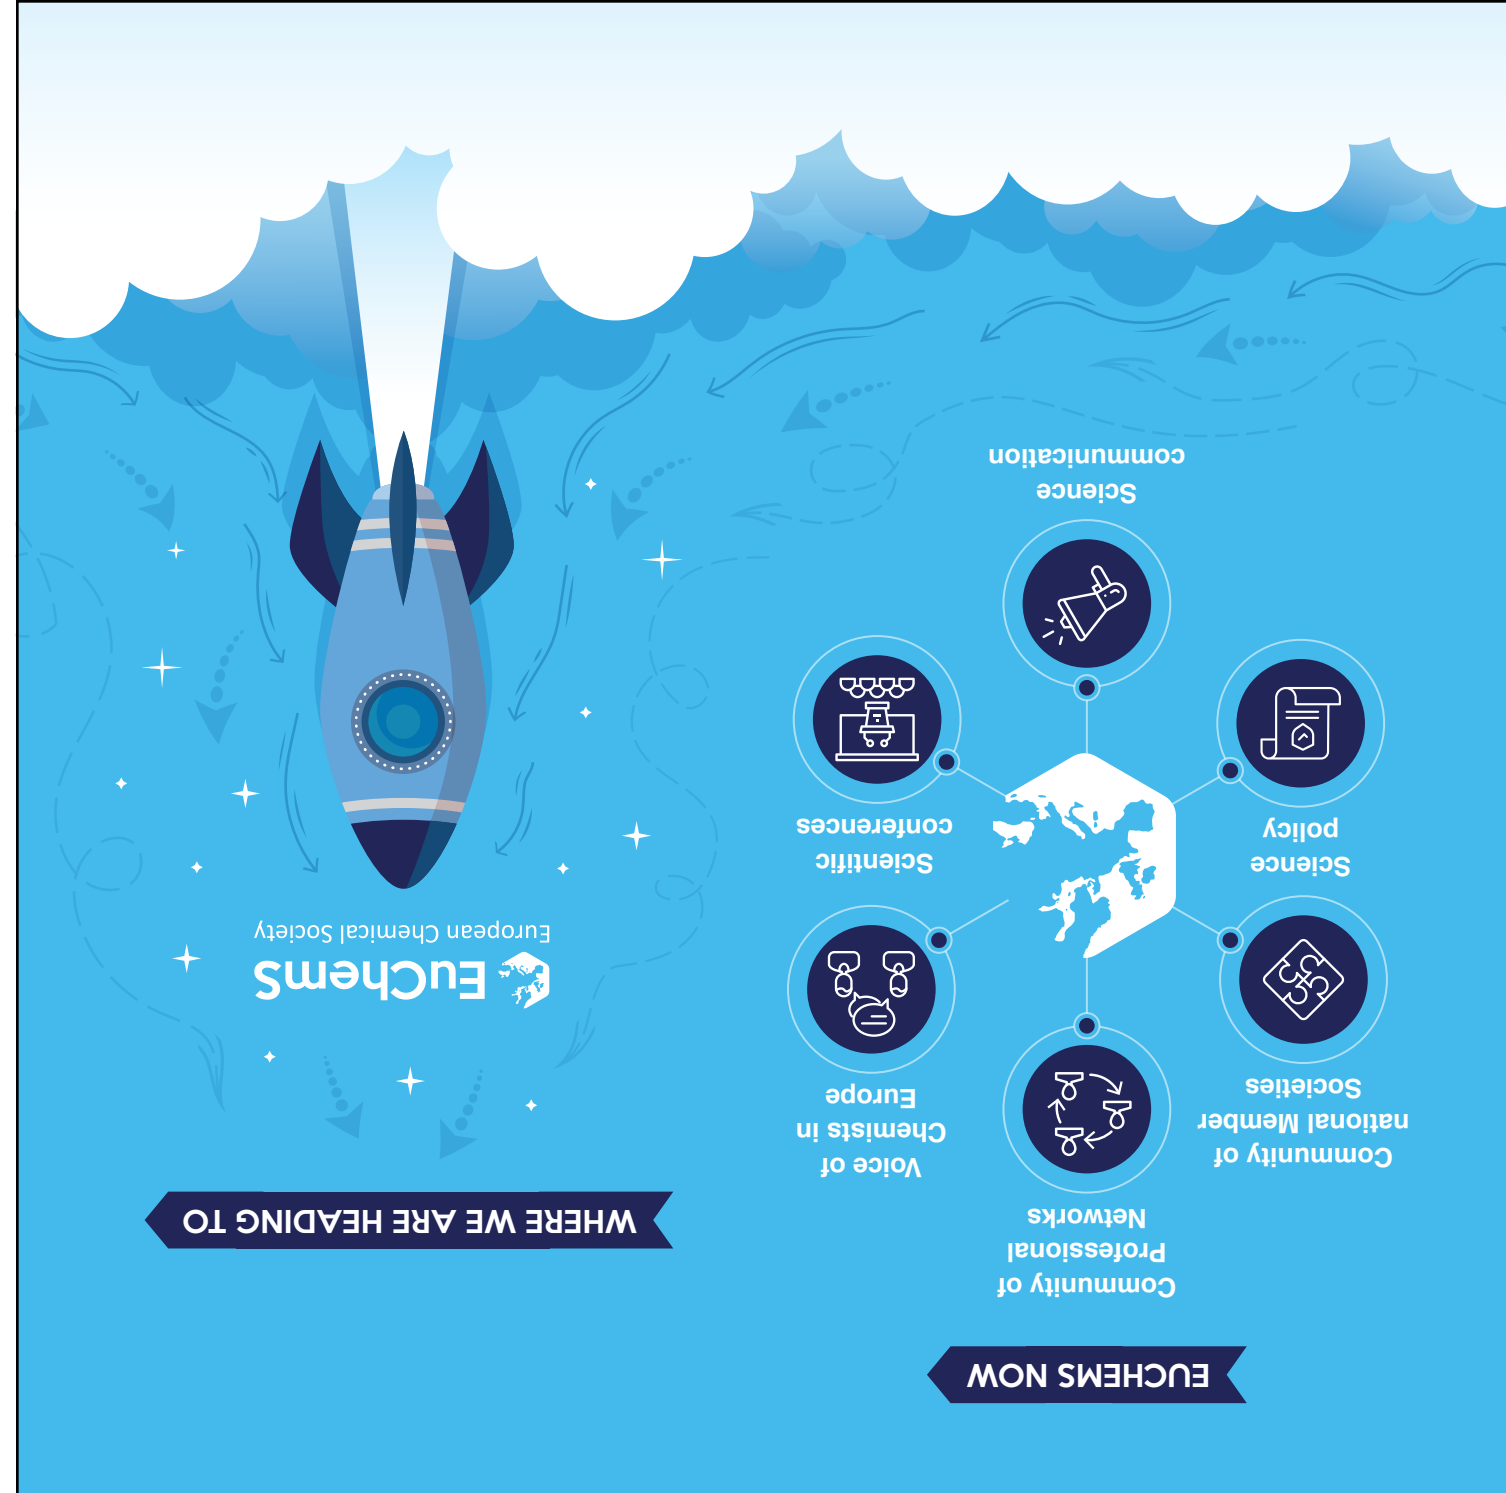 EUCHEMS NOW
Community of
Professional
Networks
Community of
national Member
Societies
Voice of
Chemists in
Europe
Science
policy
Scientific
conferences
Science
communication
WHERE WE ARE HEADING TO
EuChemS
European Chemical Society